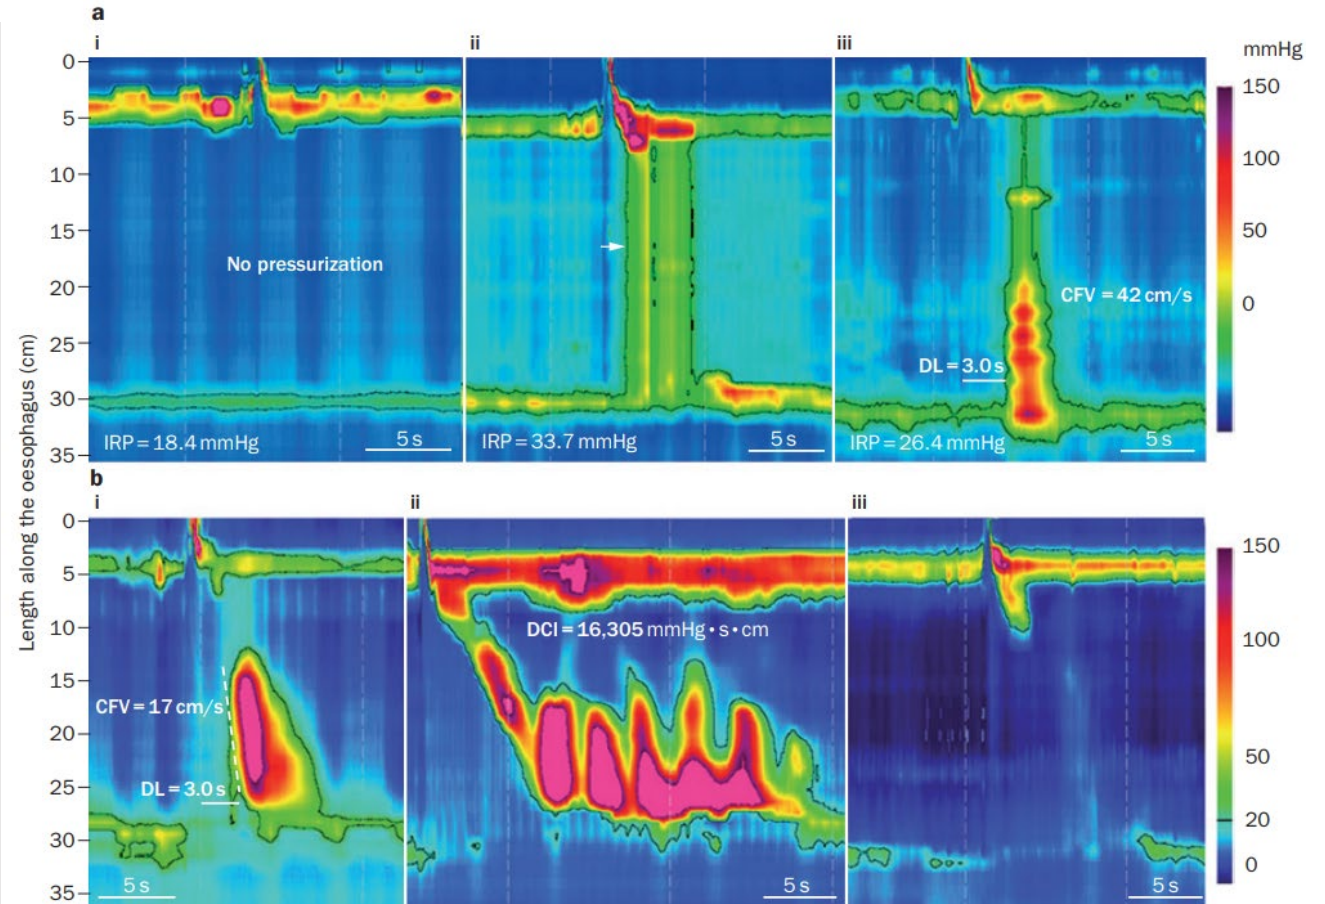 a
i
ii
iii
mmHg
0
5
10
15
20
25
30
35
No pressurization
IRP = 18.4 mmHg
5 s
IRP = 33.7 mmHg
5 s
CFV = 42 cm/s
DL = 3.0 s
IRP = 26.4 mmHg
5 s
150
100
50
0
Length along the oesophagus (cm)
b
i
ii
iii
0
5
10
15
20
25
30
35
CFV = 17 cm/s
DL = 3.0 s
5 s
DCI = 16,305 mmHg • s • cm
5 s
5 s
150
100
50
20
0